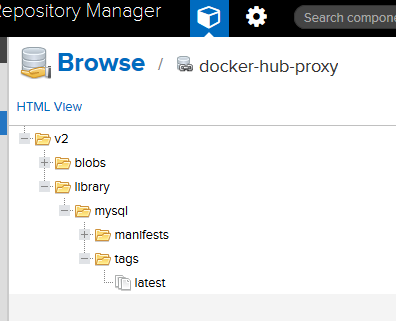 Repository Manager
Search compone
Browse / docker-hub-proxy
HTML View
v2
blobs
library
mysql
manifests
tags
latest